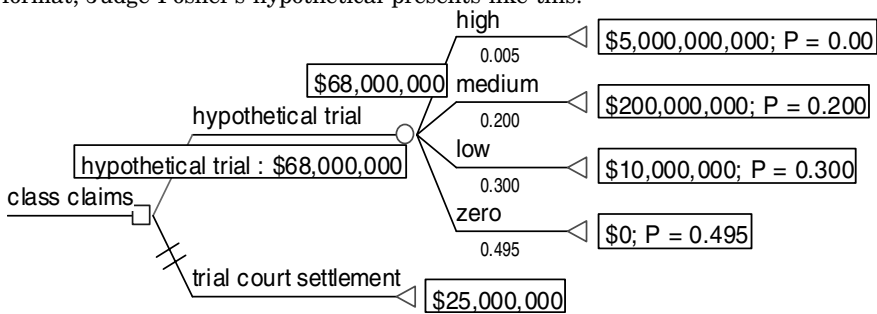 format, Judge Posner's hypothetical presents like this:
high
0.005
$5,000,000,000; P = 0.00
$68,000,000
medium
0.200
$200,000,000; P = 0.200
hypothetical trial
hypothetical trial : $68,000,000
low
0.300
$10,000,000; P = 0.300
class claims
zero
0.495
$0; P = 0.495
trial court settlement
$25,000,000